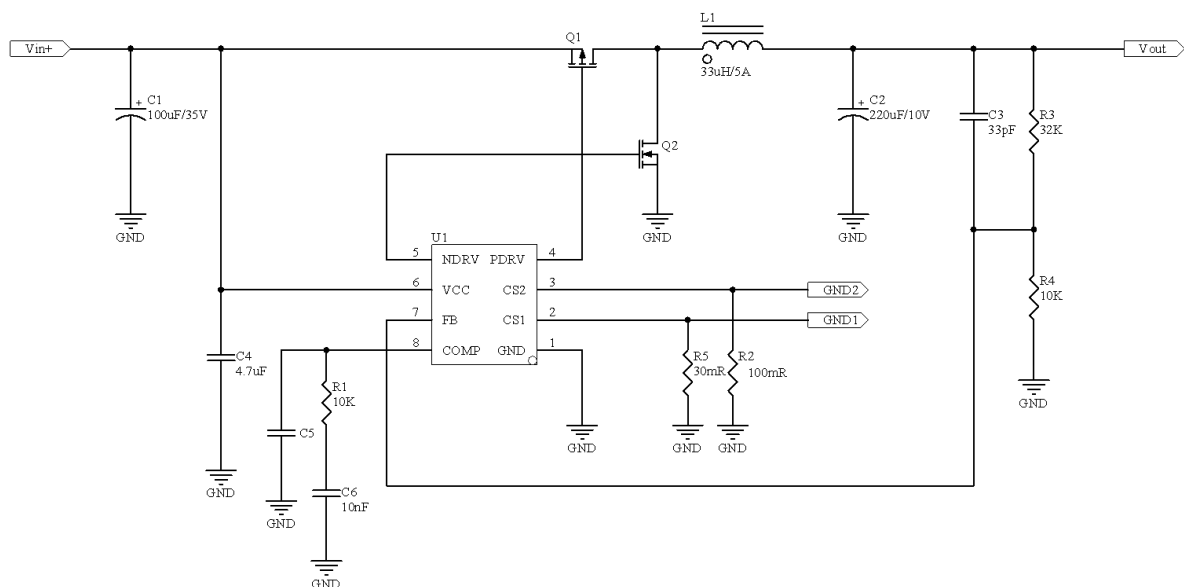 L1
Q1
Vin+
Vout
33uH/5A
C1
100uF/35V
C2
220uF/10V
C3
33pF
R3
32K
Q2
GND
GND
GND
U1
5 NDRV PDRV 4
6 VCC CS2 3
7 FB CS1 2
8 COMP GND 1
GND2
GND1
R4
10K
C4
4.7uF
R1
10K
R5
30mR
R2
100mR
GND
C5
GND
GND
GND
GND
C6
10nF
GND
GND